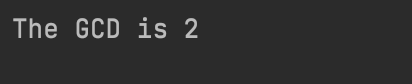 The GCD is 2